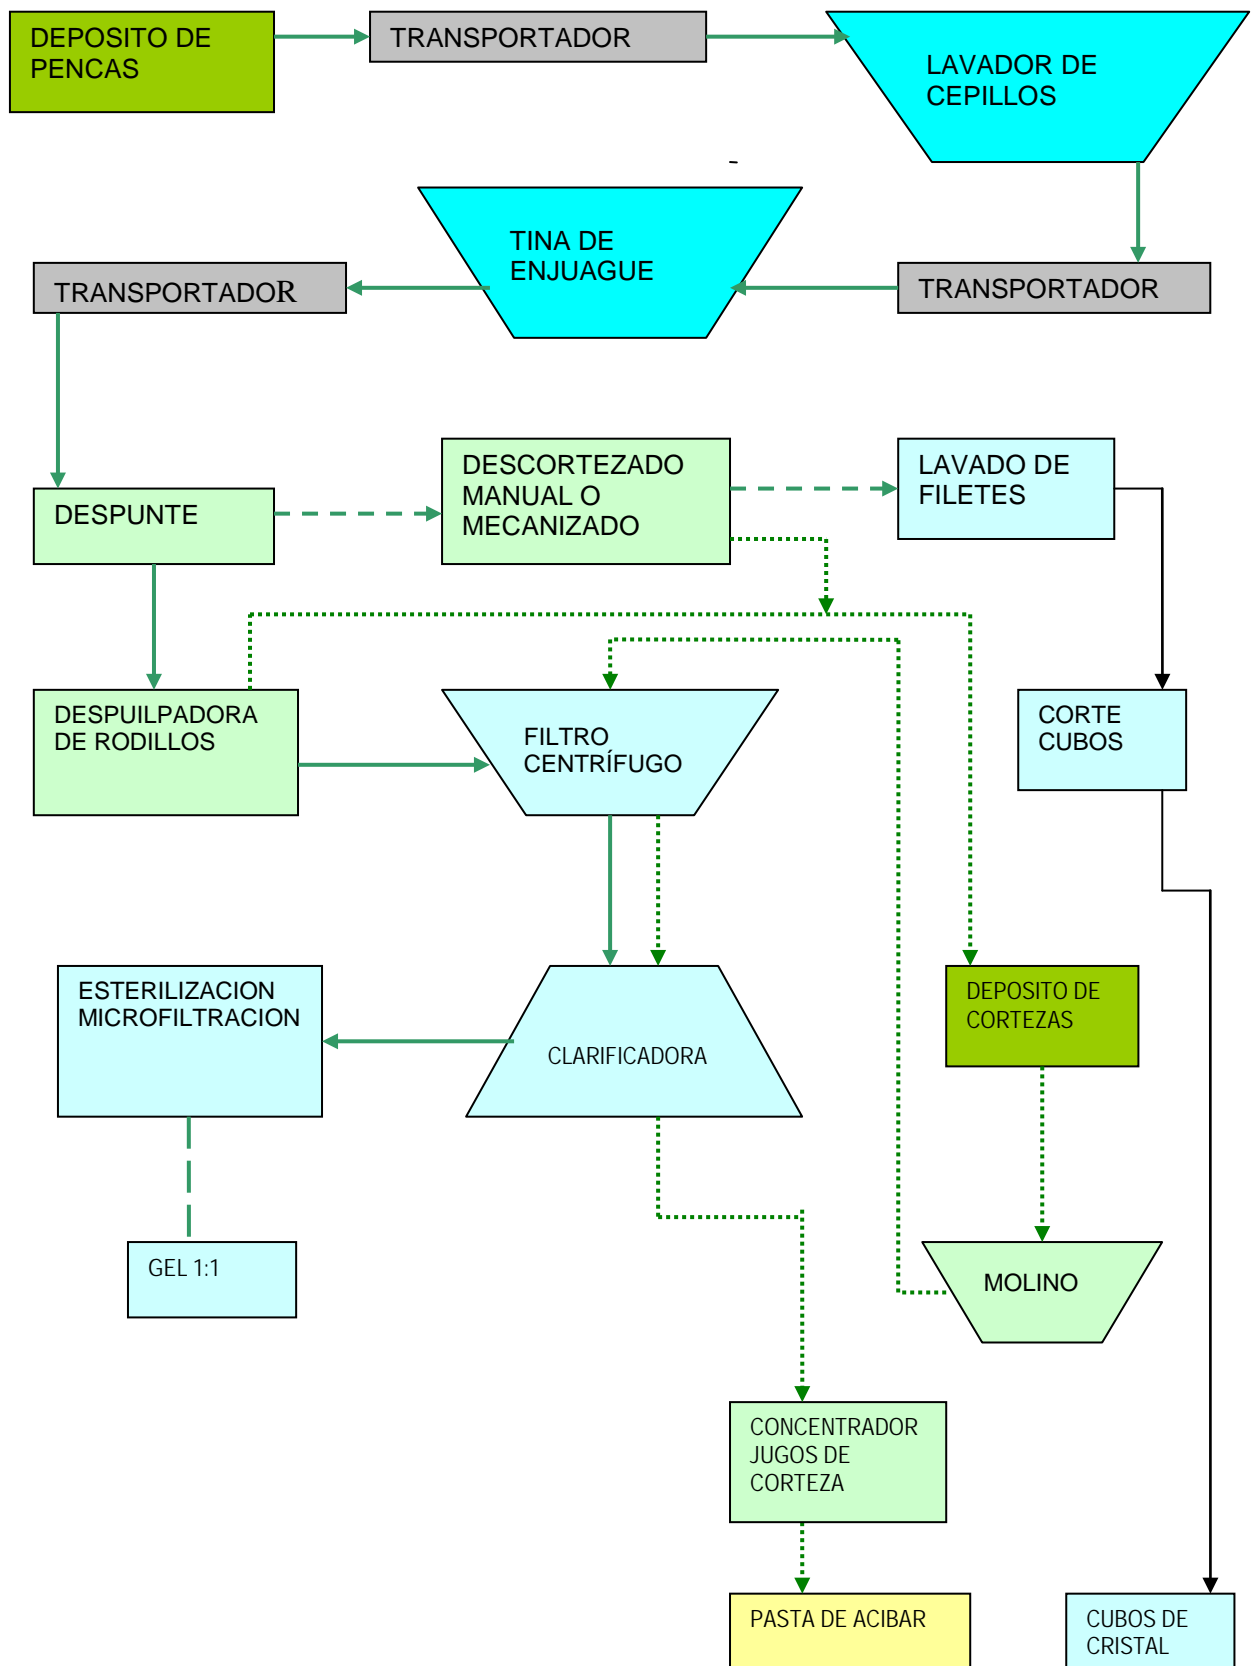 DEPOSITO DE
PENCAS
TRANSPORTADOR
LAVADOR DE
CEPILLOS
TINA DE
ENJUAGUE
TRANSPORTADOR
TRANSPORTADOR
DESPUNTE
DESCORTEZADO
MANUAL O
MECANIZADO
LAVADO DE
FILETES
DESPUILPADORA
DE RODILLOS
FILTRO
CENTRÍFUGO
CORTE
CUBOS
ESTERILIZACION
MICROFILTRACION
CLARIFICADORA
DEPOSITO DE
CORTEZAS
GEL 1:1
MOLINO
CONCENTRADOR
JUGOS DE
CORTEZA
PASTA DE ACIBAR
CUBOS DE
CRISTAL